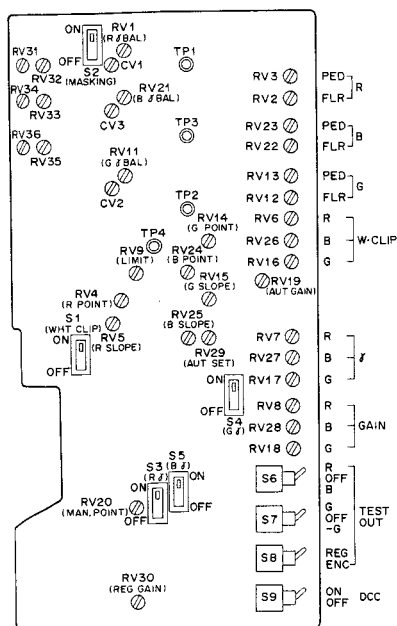 ON
RV1
(R γ BAL)
RV31
TP1
RV32
OFF
CV1
S2
(MASKING)
RV3
PED
R
RV21
(B γ BAL)
RV34
RV33
RV2
FLR
CV3
TP3
RV23
PED
B
RV36
RV35
RV22
FLR
RV11
(G γ BAL)
RV13
PED
G
CV2
TP2
RV12
FLR
RV14
(G POINT)
RV6
R
TP4
RV9
(LIMIT)
RV24
(B POINT)
RV26
B
W·CLIP
RV15
(G SLOPE)
RV16
G
RV19
(AUT GAIN)
RV4
(R POINT)
S1
(WHT CLIP)
RV25
(B SLOPE)
ON
RV5
(R SLOPE)
RV7
R
RV29
(AUT SET)
RV27
B
γ
OFF
ON
RV17
G
OFF
S4
(G γ)
RV8
R
RV28
B
GAIN
RV18
G
S5
(B γ)
S3
(R γ)
ON
ON
S6
R
OFF
B
RV20
(MAN. POINT)
OFF
OFF
S7
G
OFF
-G
TEST
OUT
S8
REG
ENC
RV30
(REG GAIN)
S9
ON
OFF
DCC